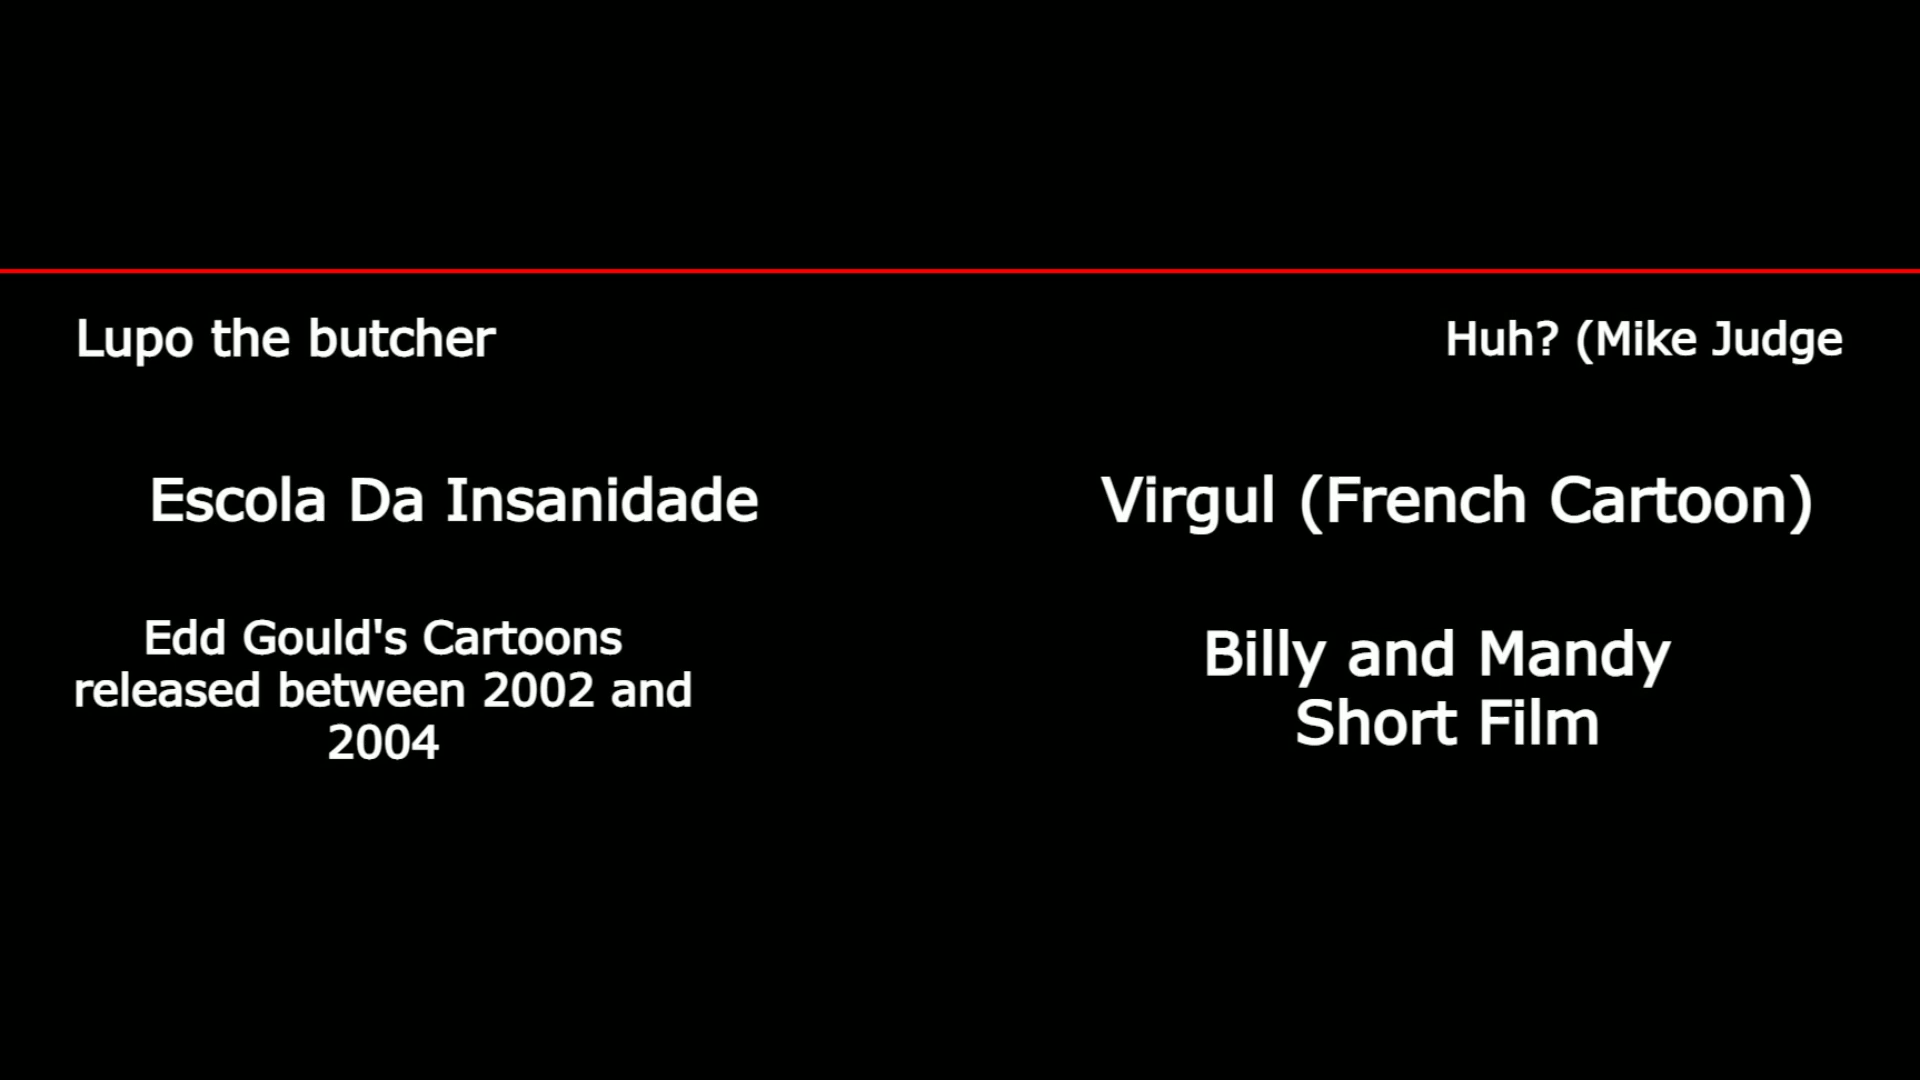 Lupo the butcher
Huh? (Mike Judge
Escola Da Insanidade
Virgul (French Cartoon)
Edd Gould's Cartoons
released between 2002 and
2004
Billy and Mandy
Short Film